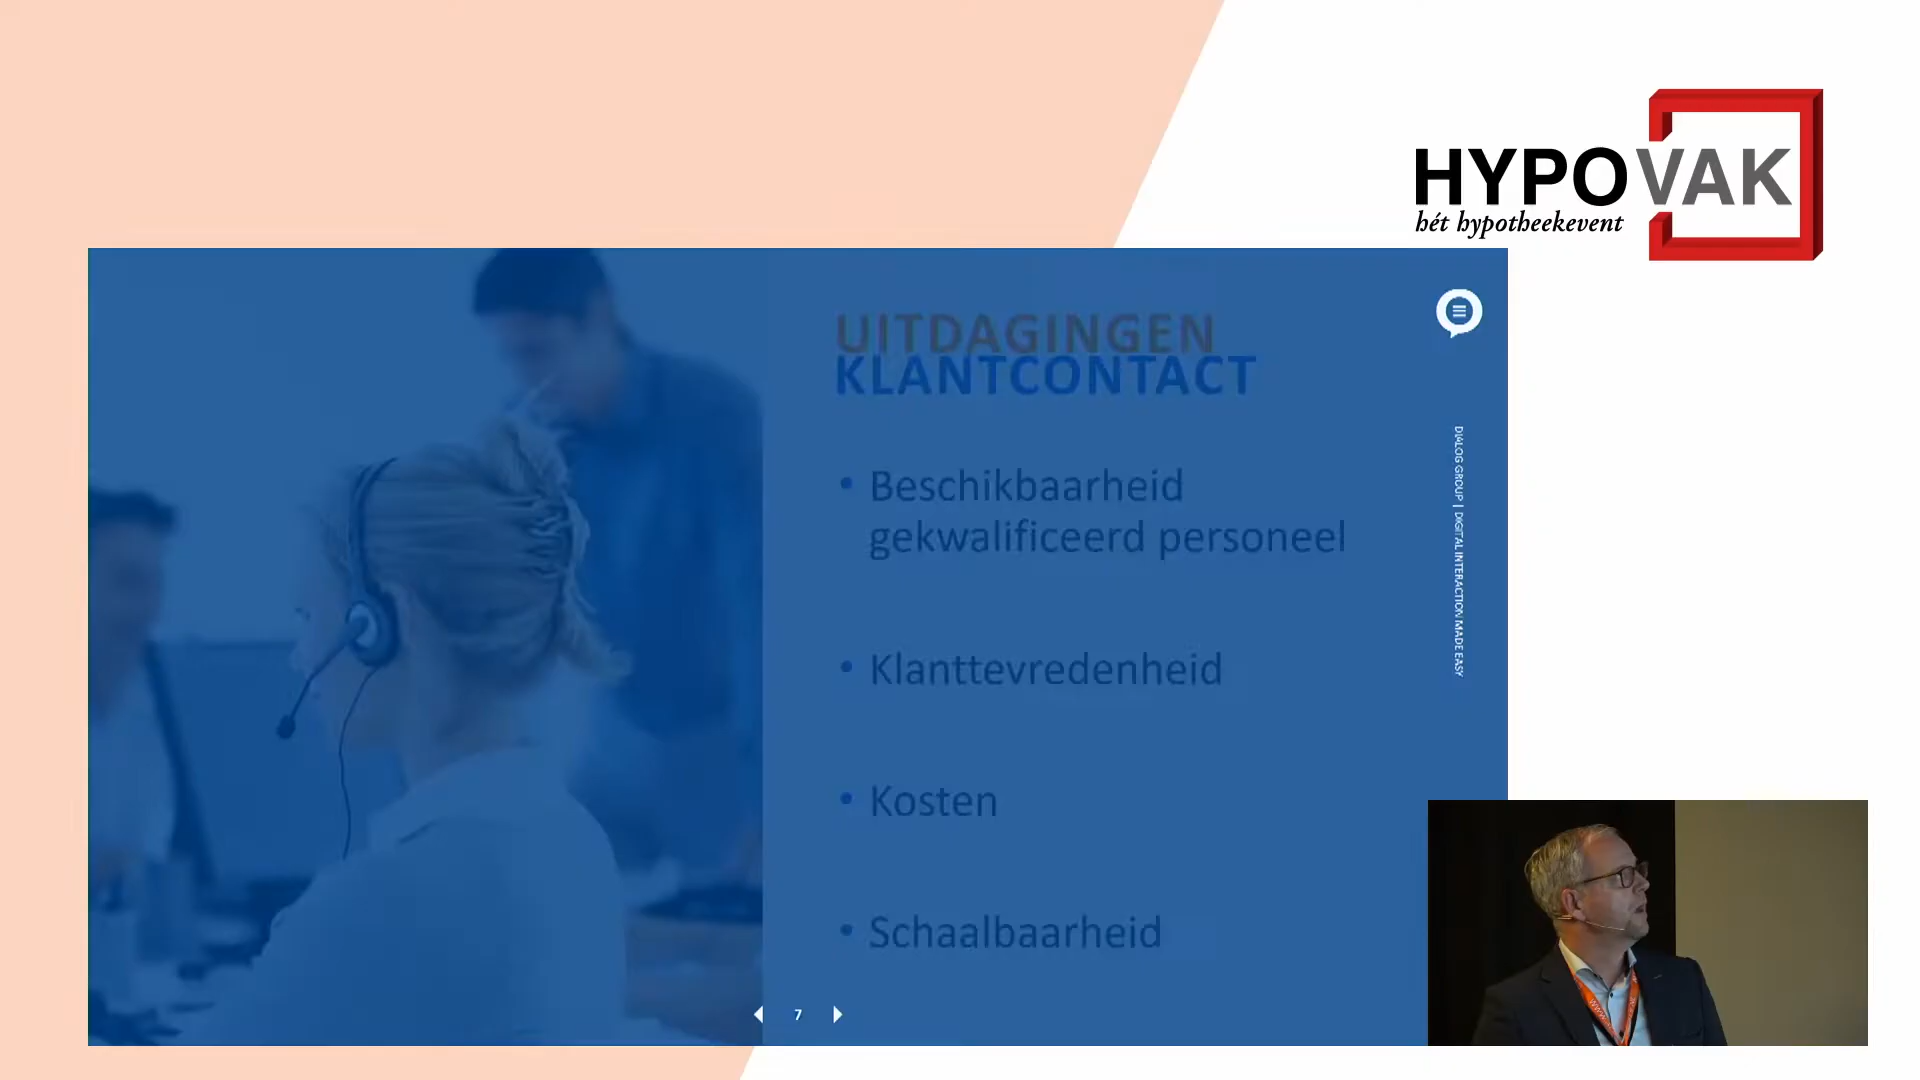 HYPOVAK
hét hypotheekevent
UITDAGINGEN
KLANTCONTACT
• Beschikbaarheid
gekwalificeerd personeel
• Klanttevredenheid
• Kosten
• Schaalbaarheid
DIALOG GROUP | DIGITAL INTERACTION MADE EASY
7